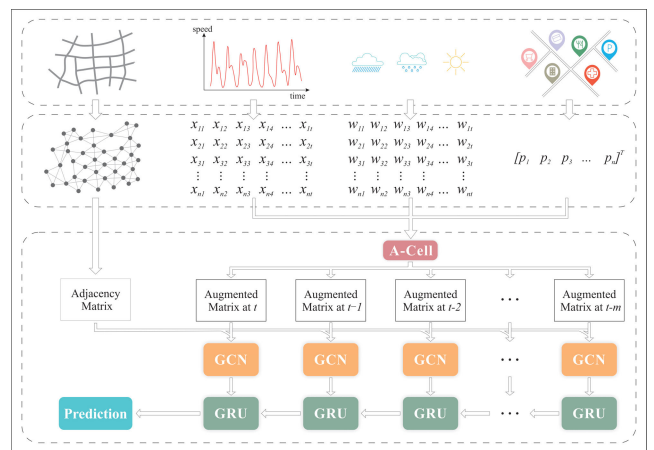 speed
time
P
x11 x12 x13 x14 ... x1t
x21 x22 x23 x24 ... x2t
x31 x32 x33 x34 ... x3t
⋮ ⋮ ⋮ ⋮ ⋮
xn1 xn2 xn3 xn4 ... xnt
w11 w12 w13 w14 ... w1t
w21 w22 w23 w24 ... w2t
w31 w32 w33 w34 ... w3t
⋮ ⋮ ⋮ ⋮ ⋮
wn1 wn2 wn3 wn4 ... wnt
[p1 p2 p3 ... pn]T
A-Cell
Adjacency
Matrix
Augmented
Matrix at t
Augmented
Matrix at t-1
Augmented
Matrix at t-2
...
Augmented
Matrix at t-m
GCN
GCN
GCN
...
GCN
Prediction
GRU
GRU
GRU
...
GRU